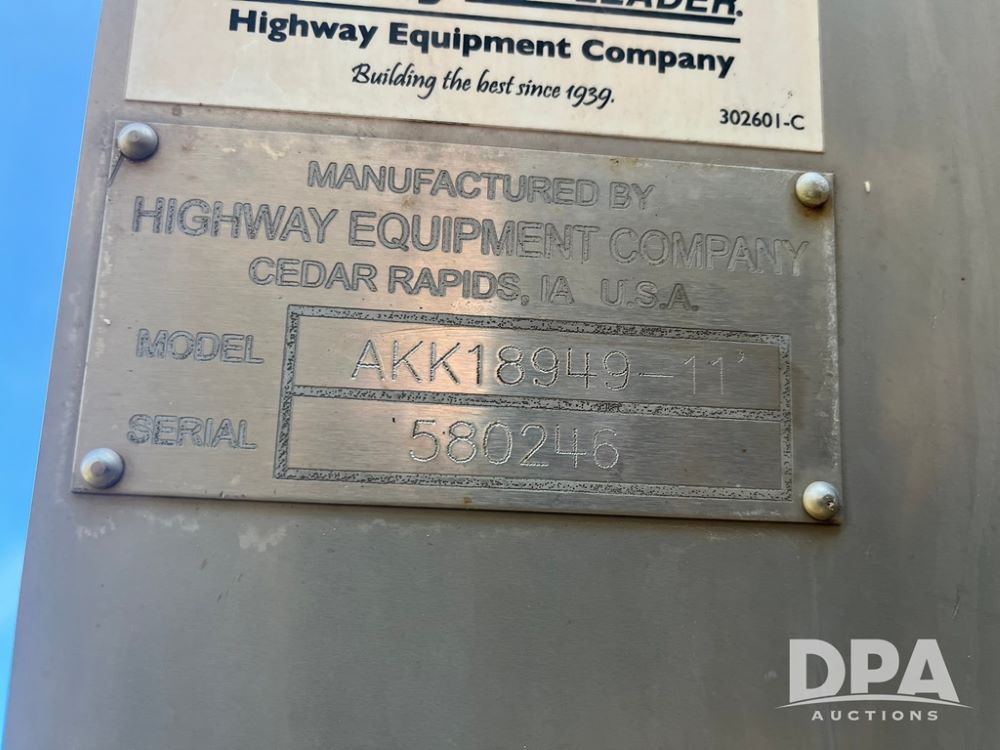 LEADER.
Highway Equipment Company
Building the best since 1939.
302601-C
MANUFACTURED BY
HIGHWAY EQUIPMENT COMPANY
CEDAR RAPIDS, IA U.S.A.
MODEL AKK18949-11'
SERIAL 580246
DPA
AUCTIONS